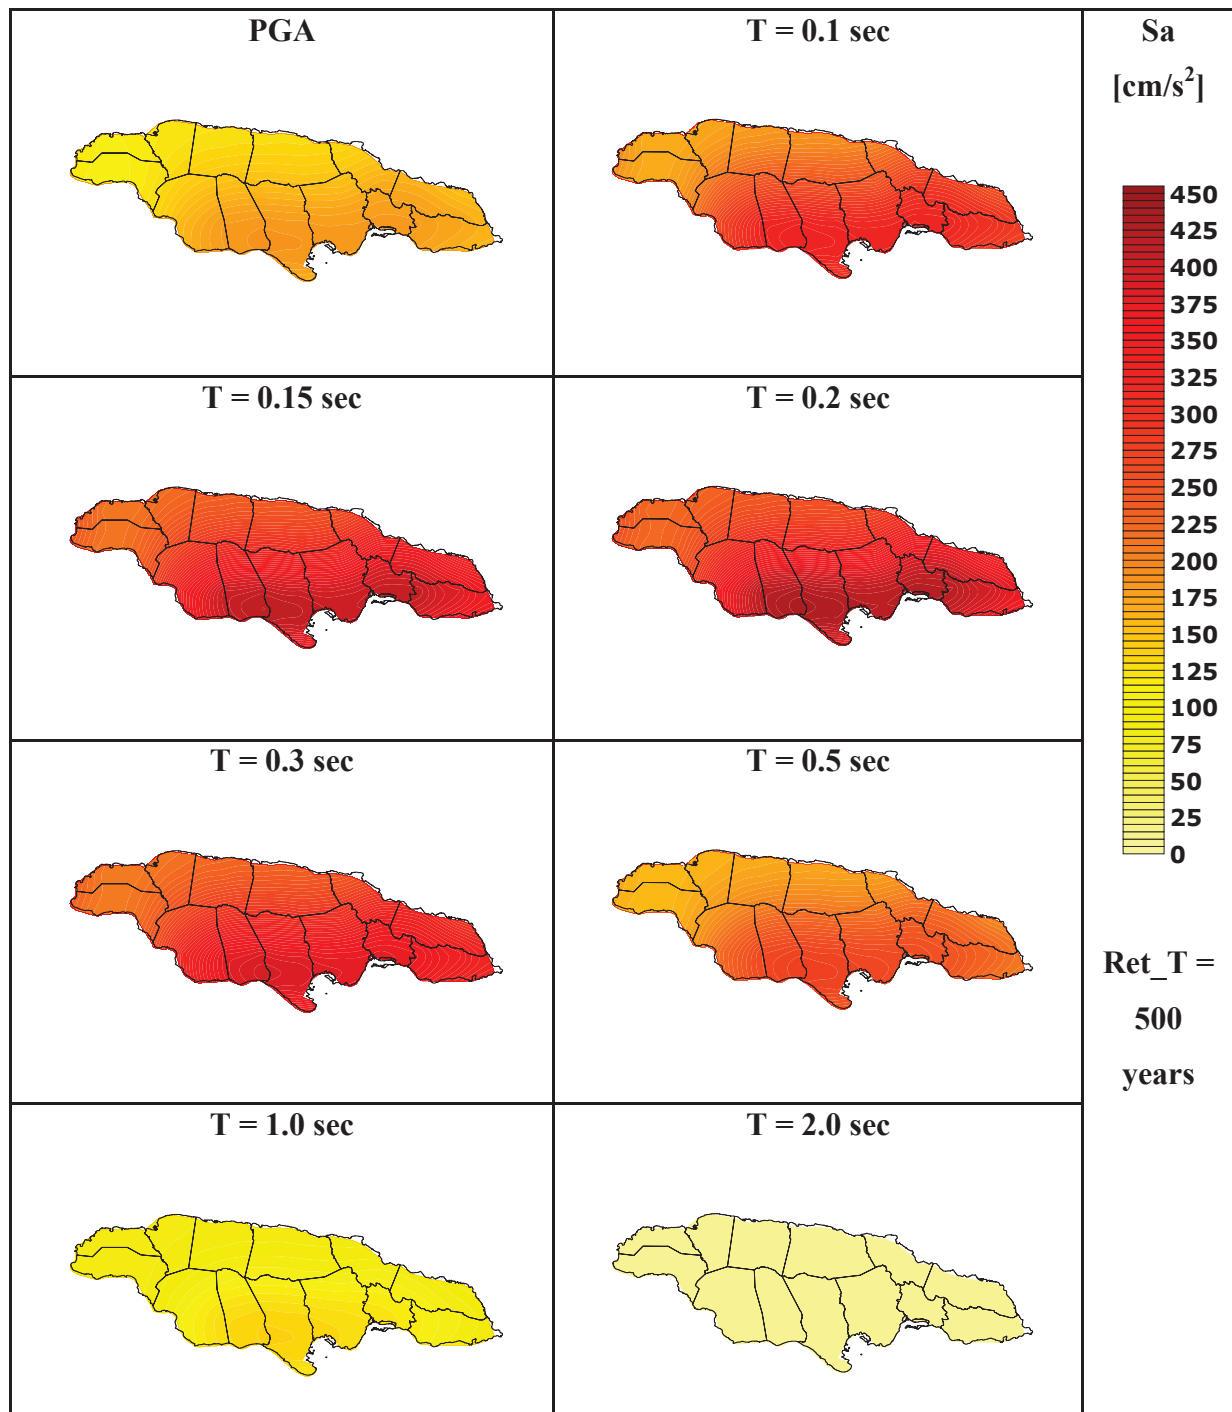 PGA
T = 0.1 sec
Sa
[cm/s²]
450
425
400
375
350
325
300
275
250
225
200
175
150
125
100
75
50
25
0
T = 0.15 sec
T = 0.2 sec
T = 0.3 sec
T = 0.5 sec
Ret_T =
500
years
T = 1.0 sec
T = 2.0 sec